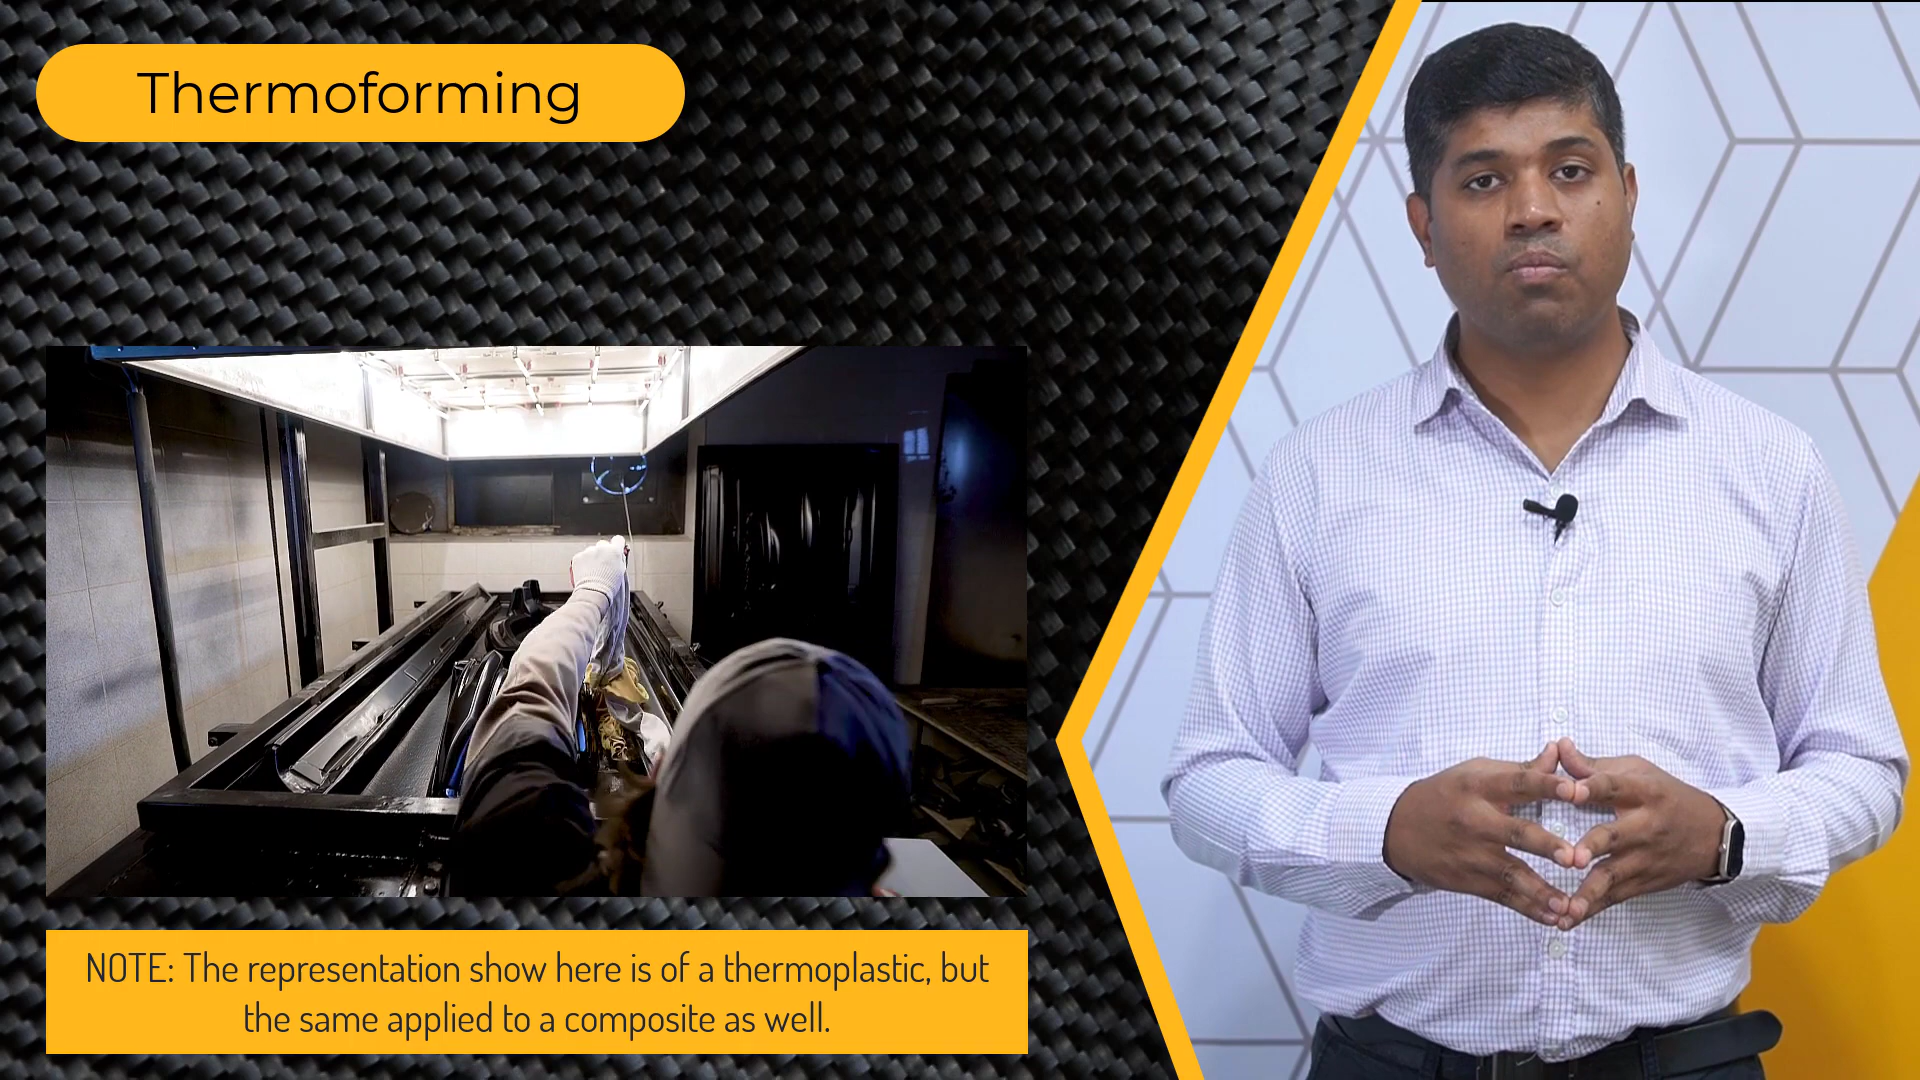 Thermoforming
NOTE: The representation show here is of a thermoplastic, but
the same applied to a composite as well.